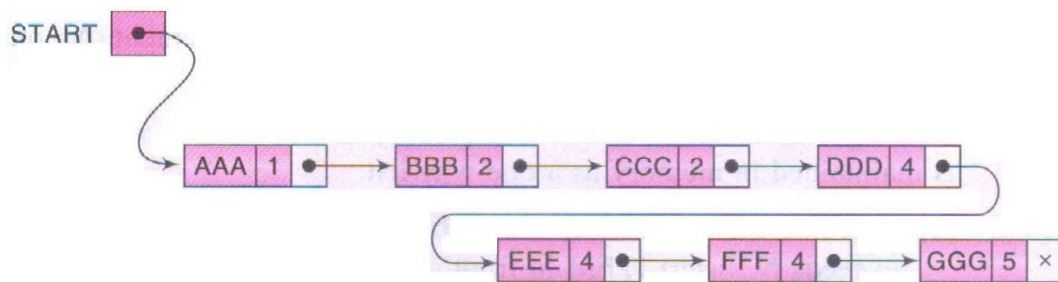 START
AAA 1 BBB 2 CCC 2 DDD 4
EEE 4 FFF 4 GGG 5 ×